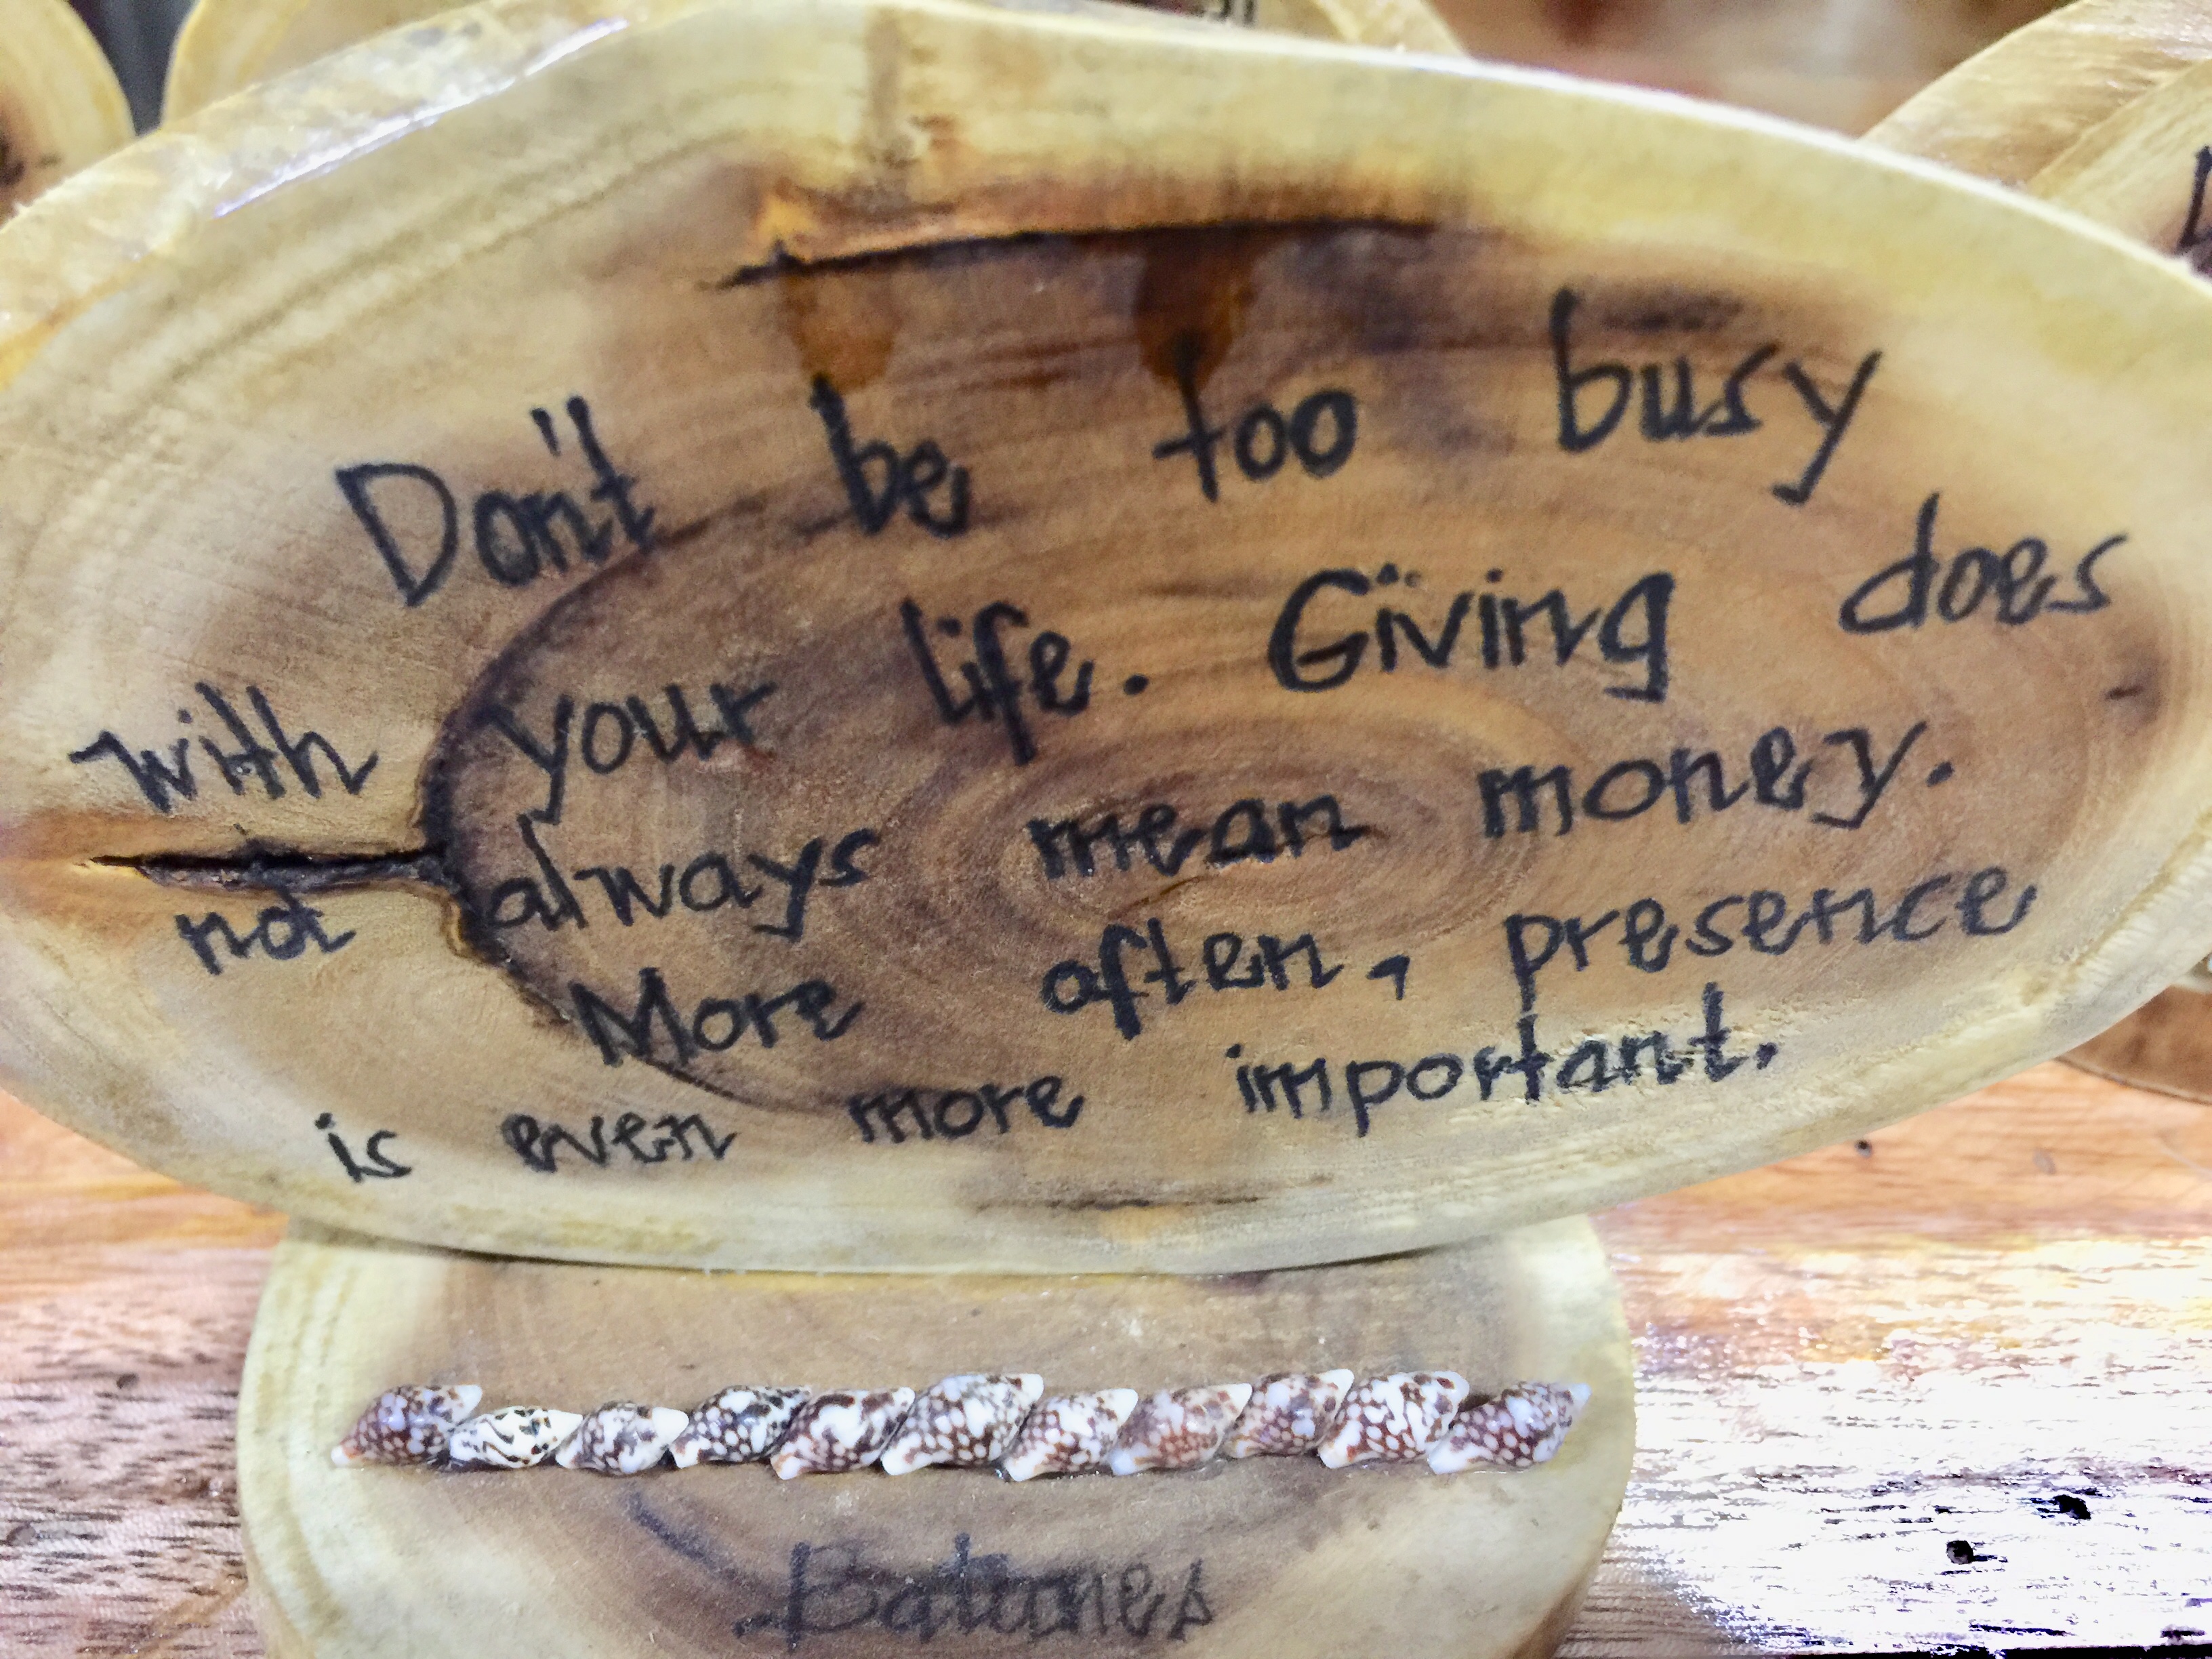 Don't be too busy
with your life. Giving does
not always mean money.
More often, presence
is even more important.
Batanes